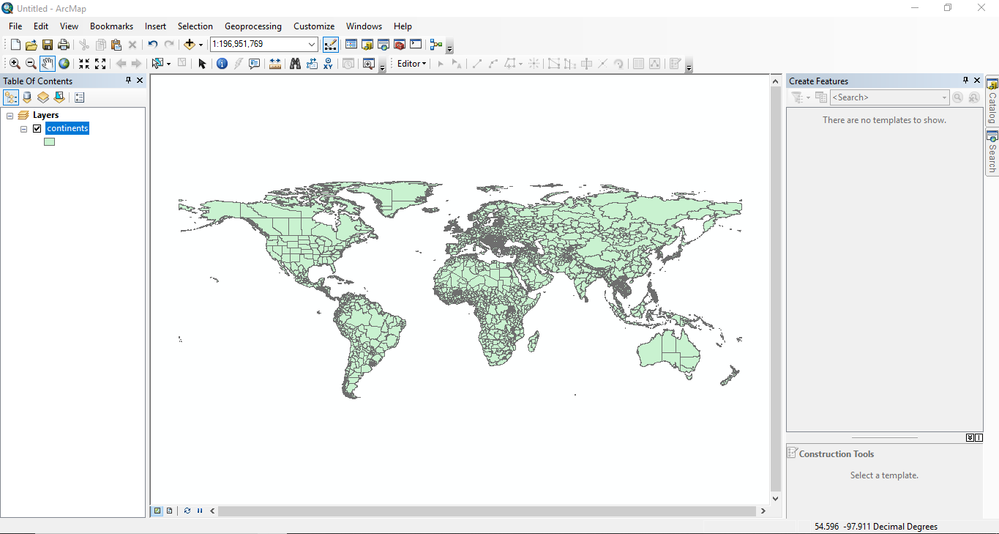 Untitled - ArcMap
File Edit View Bookmarks Insert Selection Geoprocessing Customize Windows Help
1:196,951,769
XY
Editor
Table Of Contents
Layers
continents
Create Features
<Search>
There are no templates to show.
Construction Tools
Select a template.
Catalog
Search
54.596 -97.911 Decimal Degrees